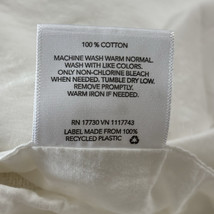 100% COTTON
MACHINE WASH WARM NORMAL.
WASH WITH LIKE COLORS.
ONLY NON-CHLORINE BLEACH
WHEN NEEDED. TUMBLE DRY LOW.
REMOVE PROMPTLY.
WARM IRON IF NEEDED.
RN 17730 VN 1117743
LABEL MADE FROM 100%
RECYCLED PLASTIC